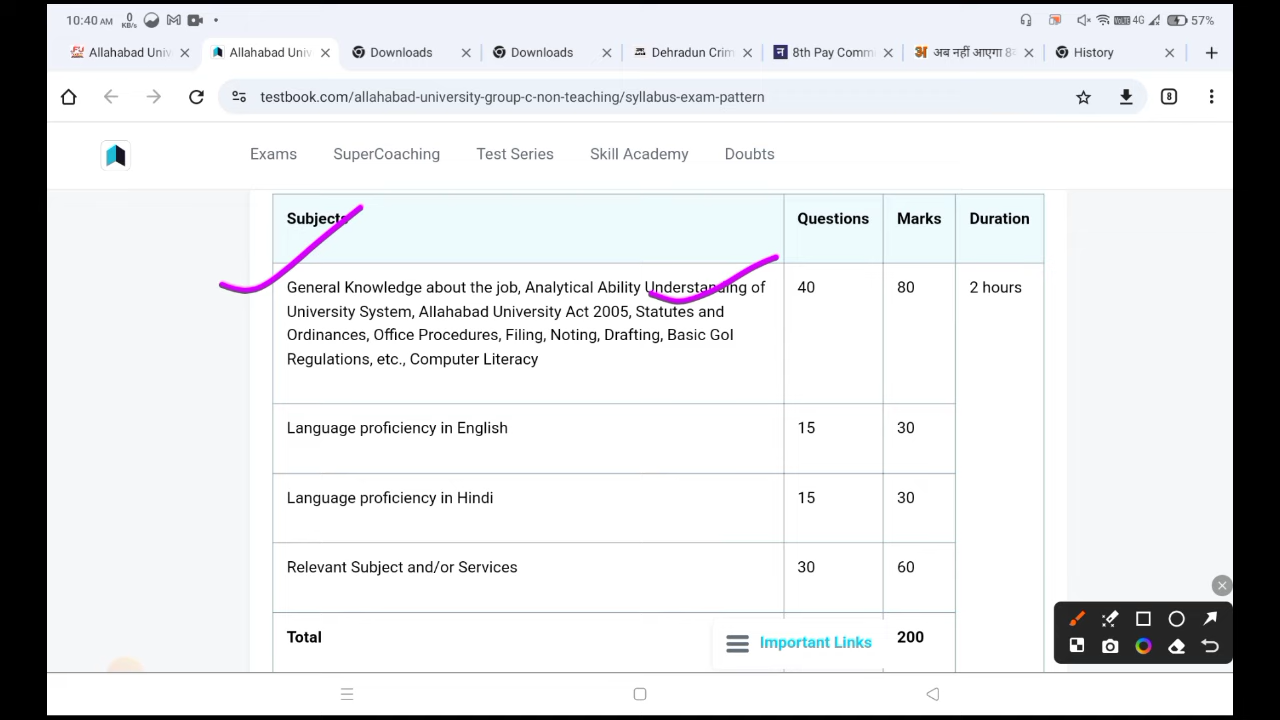 10:40 AM 0 KB/s 4G 57%
Allahabad Univ Allahabad Univ Downloads Downloads Dehradun Crim 8th Pay Comm अब नहीं आएगा 8 History
testbook.com/allahabad-university-group-c-non-teaching/syllabus-exam-pattern 8
Exams SuperCoaching Test Series Skill Academy Doubts
Subjects Questions Marks Duration
General Knowledge about the job, Analytical Ability Understanding of 40 80 2 hours
University System, Allahabad University Act 2005, Statutes and
Ordinances, Office Procedures, Filing, Noting, Drafting, Basic GoI
Regulations, etc., Computer Literacy
Language proficiency in English 15 30
Language proficiency in Hindi 15 30
Relevant Subject and/or Services 30 60
Total 200
Important Links